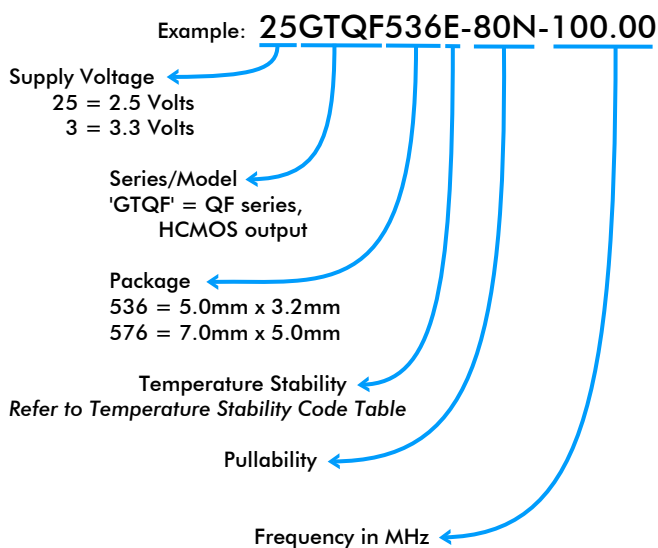 Example: 25GTQF536E-80N-100.00
Supply Voltage
25 = 2.5 Volts
3 = 3.3 Volts
Series/Model
'GTQF' = QF series,
HCMOS output
Package
536 = 5.0mm x 3.2mm
576 = 7.0mm x 5.0mm
Temperature Stability
Refer to Temperature Stability Code Table
Pullability
Frequency in MHz